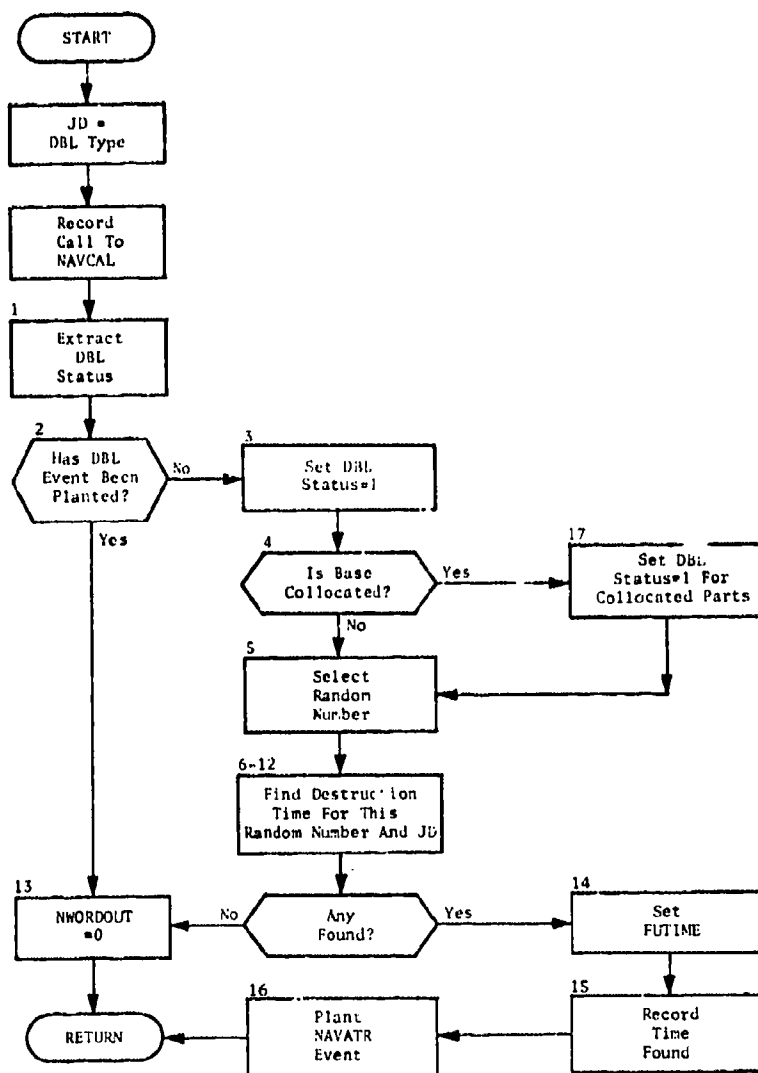 START
JD =
DBL Type
Record
Call To
NAVCAL
1
Extract
DBL
Status
2
Has DBL
Event Been
Planted?
No
Yes
3
Set DBL
Status=1
4
Is Base
Collocated?
Yes
No
17
Set DBL
Status=1 For
Collocated Parts
5
Select
Random
Number
6-12
Find Destruction
Time For This
Random Number And JD
13
NWORDOUT
=0
No
Any
Found?
Yes
14
Set
FUTIME
15
Record
Time
Found
16
Plant
NAVATR
Event
RETURN